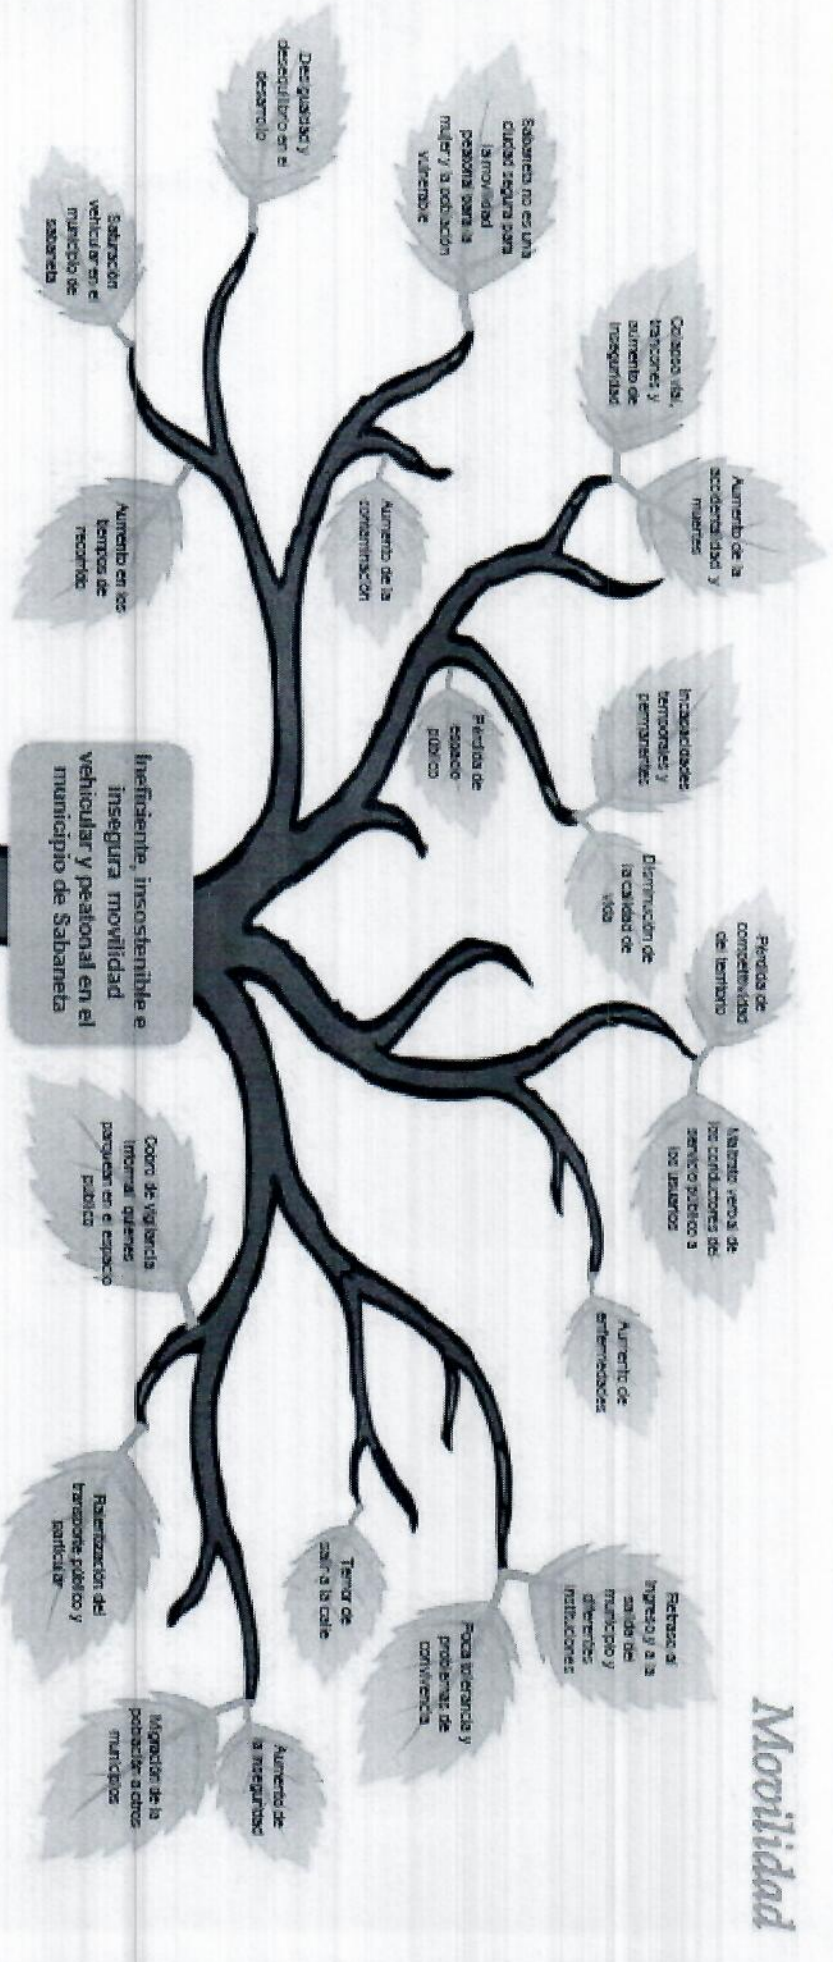 Movilidad
Colapso vial,
trancones y
aumento de
inseguridad
Aumento de la
accidentalidad y
muertes
Sabaneta no es una
ciudad segura para
la movilidad
peatonal para la
mujer y la población
vulnerable
Desigualdad y
desequilibrio en el
desarrollo
Saturación
vehicular en el
municipio de
sabaneta
Aumento en los
tiempos de
recorrido
Aumento de la
contaminación
Incapacidades
temporales y
permanentes
Pérdida de
espacio
público
Disminución de
la calidad de
vida
Pérdida de
competitividad
del territorio
Maltrato verbal de
los conductores del
servicio público a
los usuarios
Aumento de
enfermedades
Retraso al
ingreso y a la
salida del
municipio y
diferentes
instituciones
Poca tolerancia y
problemas de
convivencia
Terror de
salir a la calle
Aumento de
la inseguridad
Migración de la
población a otros
municipios
Ralentización del
transporte público y
particular
Cobro de vigilancia
informal quienes
parquean en el espacio
público
Ineficiente, insostenible e
insegura movilidad
vehicular y peatonal en el
municipio de Sabaneta